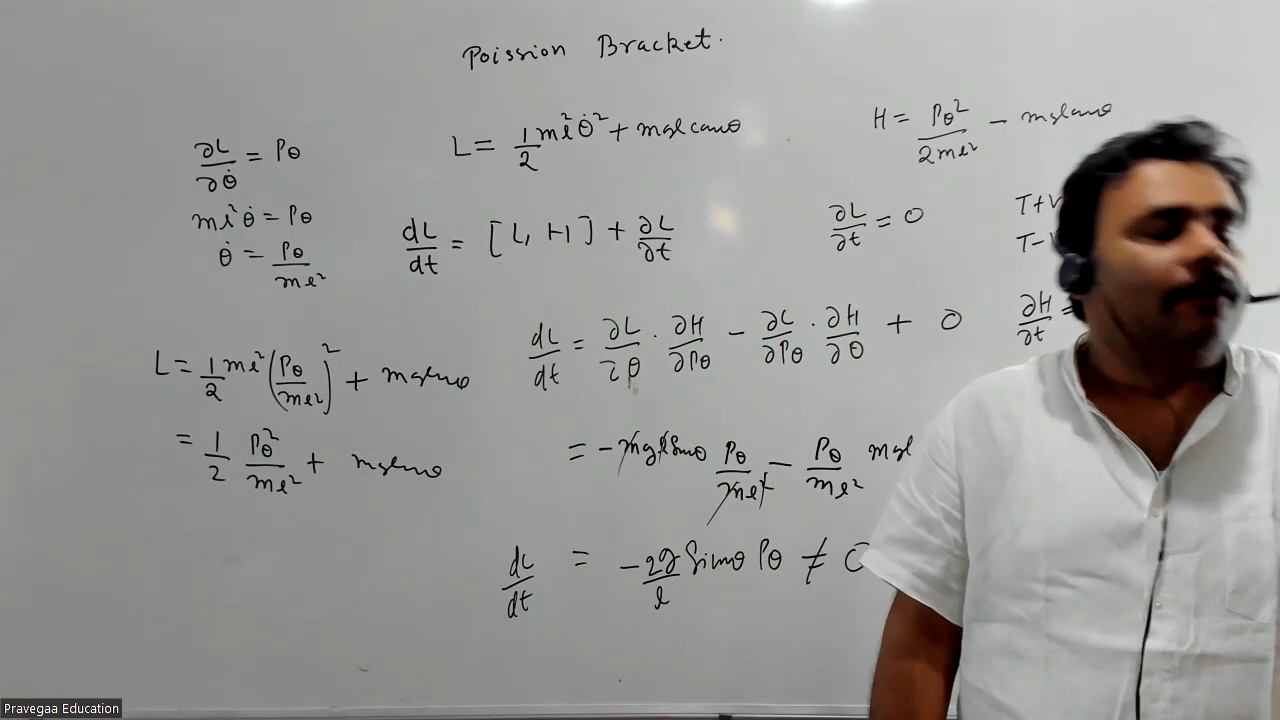 Poission Bracket.
∂L/∂θ̇ = Pθ
L = 1/2 ml²θ̇² + mgl cosθ
H = Pθ²/2ml² − mgl cosθ
ml²θ̇ = Pθ
θ̇ = Pθ/ml²
dL/dt = [L, H] + ∂L/∂t
∂L/∂t = 0
T+V
T−
L = 1/2 ml² (Pθ/ml²)² + mgl cosθ
dL/dt = ∂L/∂θ · ∂H/∂Pθ − ∂L/∂Pθ · ∂H/∂θ + 0
∂H/∂t =
= 1/2 Pθ²/ml² + mgl cosθ
= − mgl Sinθ Pθ/ml² − Pθ/ml² mgl
dL/dt = −2g/l Sinθ Pθ ≠ 0
Pravegaa Education